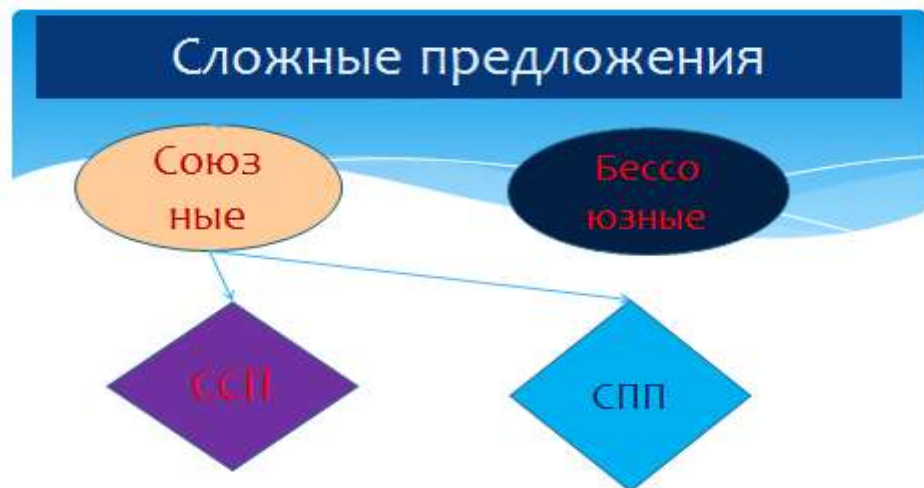 Сложные предложения
Союз
ные
Бессо
юзные
ССП
СПП